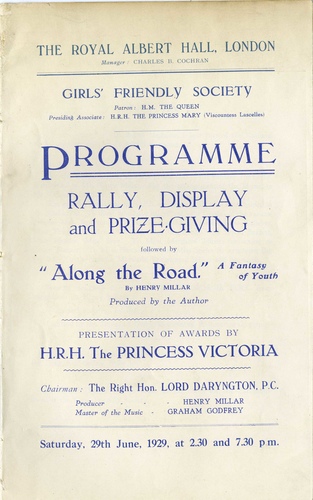 THE ROYAL ALBERT HALL, LONDON
Manager: CHARLES B. COCHRAN
GIRLS' FRIENDLY SOCIETY
Patron: H.M. THE QUEEN
Presiding Associate: H.R.H. THE PRINCESS MARY (Viscountess Lascelles)
PROGRAMME
RALLY, DISPLAY
and PRIZE-GIVING
followed by
"Along the Road." A Fantasy of Youth
By HENRY MILLAR
Produced by the Author
PRESENTATION OF AWARDS BY
H.R.H. The PRINCESS VICTORIA
Chairman: The Right Hon. LORD DARYNGTON, P.C.
Producer - - - HENRY MILLAR
Master of the Music - GRAHAM GODFREY
Saturday, 29th June, 1929, at 2.30 and 7.30 p.m.